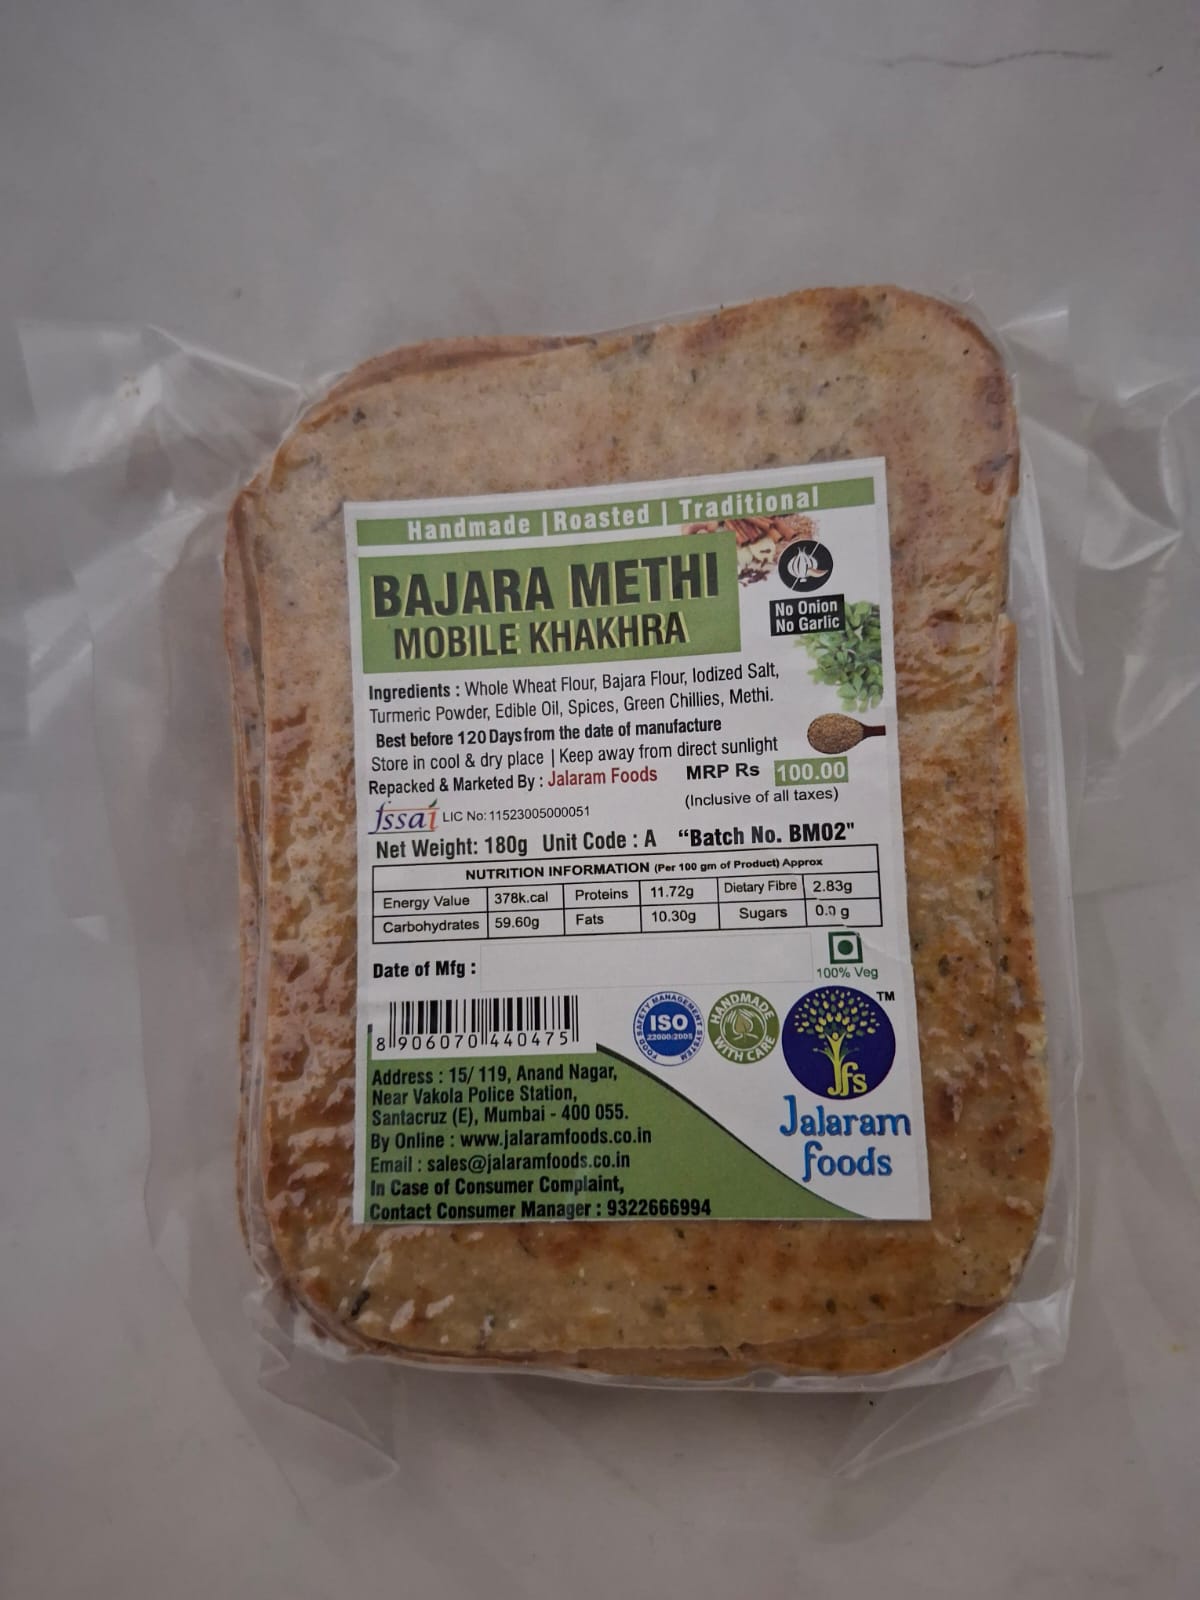 Handmade | Roasted | Traditional
BAJARA METHI
MOBILE KHAKHRA
No Onion
No Garlic
Ingredients : Whole Wheat Flour, Bajara Flour, Iodized Salt,
Turmeric Powder, Edible Oil, Spices, Green Chillies, Methi.
Best before 120 Days from the date of manufacture
Store in cool & dry place | Keep away from direct sunlight
Repacked & Marketed By : Jalaram Foods MRP Rs 100.00
(Inclusive of all taxes)
fssai LIC No: 11523005000051
Net Weight: 180g Unit Code : A “Batch No. BM02"
NUTRITION INFORMATION (Per 100 gm of Product) Approx
Energy Value 378k.cal Proteins 11.72g Dietary Fibre 2.83g
Carbohydrates 59.60g Fats 10.30g Sugars 0.0 g
Date of Mfg :
100% Veg
8 906070 440475
FOOD SAFETY MANAGEMENT SYSTEM
ISO
22000:2005
HANDMADE
WITH CARE
TM
Jfs
Jalaram
foods
Address : 15/ 119, Anand Nagar,
Near Vakola Police Station,
Santacruz (E), Mumbai - 400 055.
By Online : www.jalaramfoods.co.in
Email : sales@jalaramfoods.co.in
In Case of Consumer Complaint,
Contact Consumer Manager : 9322666994